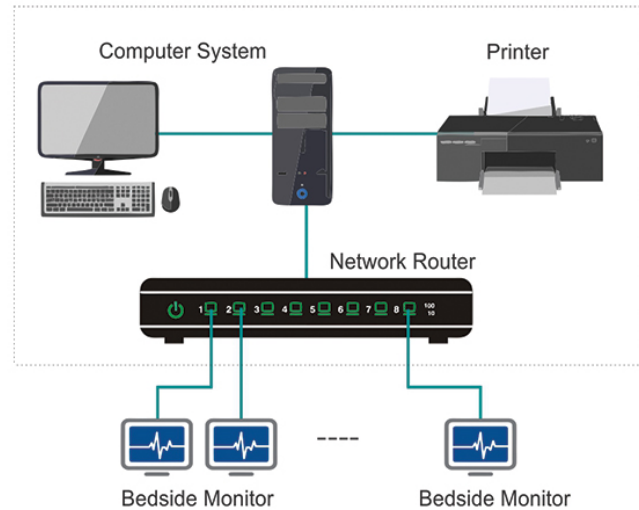 Computer System
Printer
Network Router
1 2 3 4 5 6 7 8 100
10
Bedside Monitor
Bedside Monitor